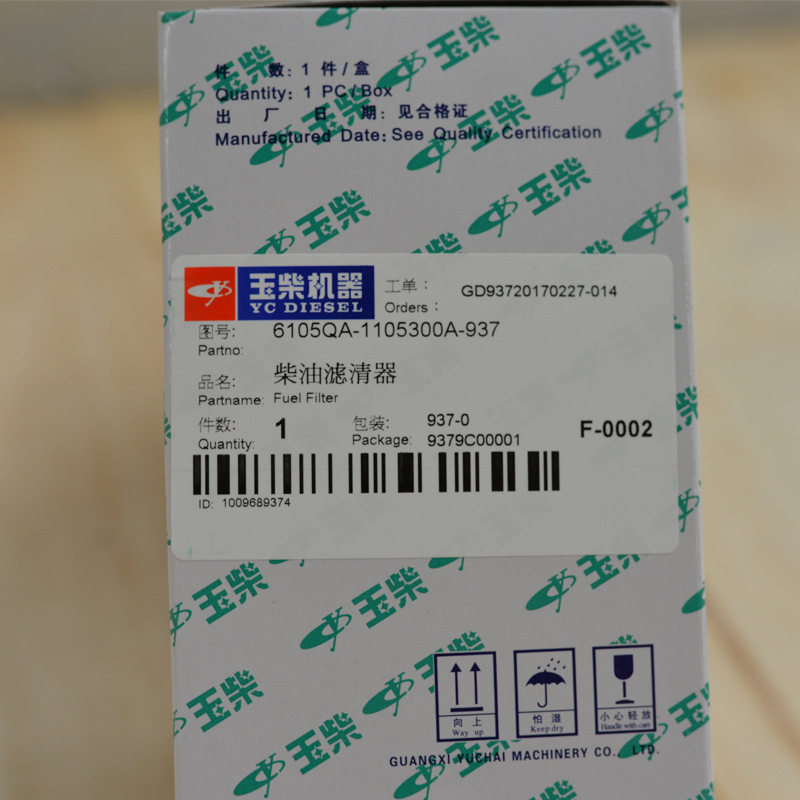 件 数: 1 件/盒
Quantity: 1 PC/Box
出 厂 日 期: 见合格证
Manufactured Date: See Quality Certification
玉柴机器
YC DIESEL
工单:
Orders:
GD93720170227-014
图号: 6105QA-1105300A-937
Partno:
品名: 柴油滤清器
Partname: Fuel Filter
件数: 1 包装: 937-0
Quantity: Package: 9379C00001
F-0002
ID: 1009689374
玉柴
向上
Way up
怕湿
Keep dry
小心轻放
Handle with care
GUANGXI YUCHAI MACHINERY CO., LTD.